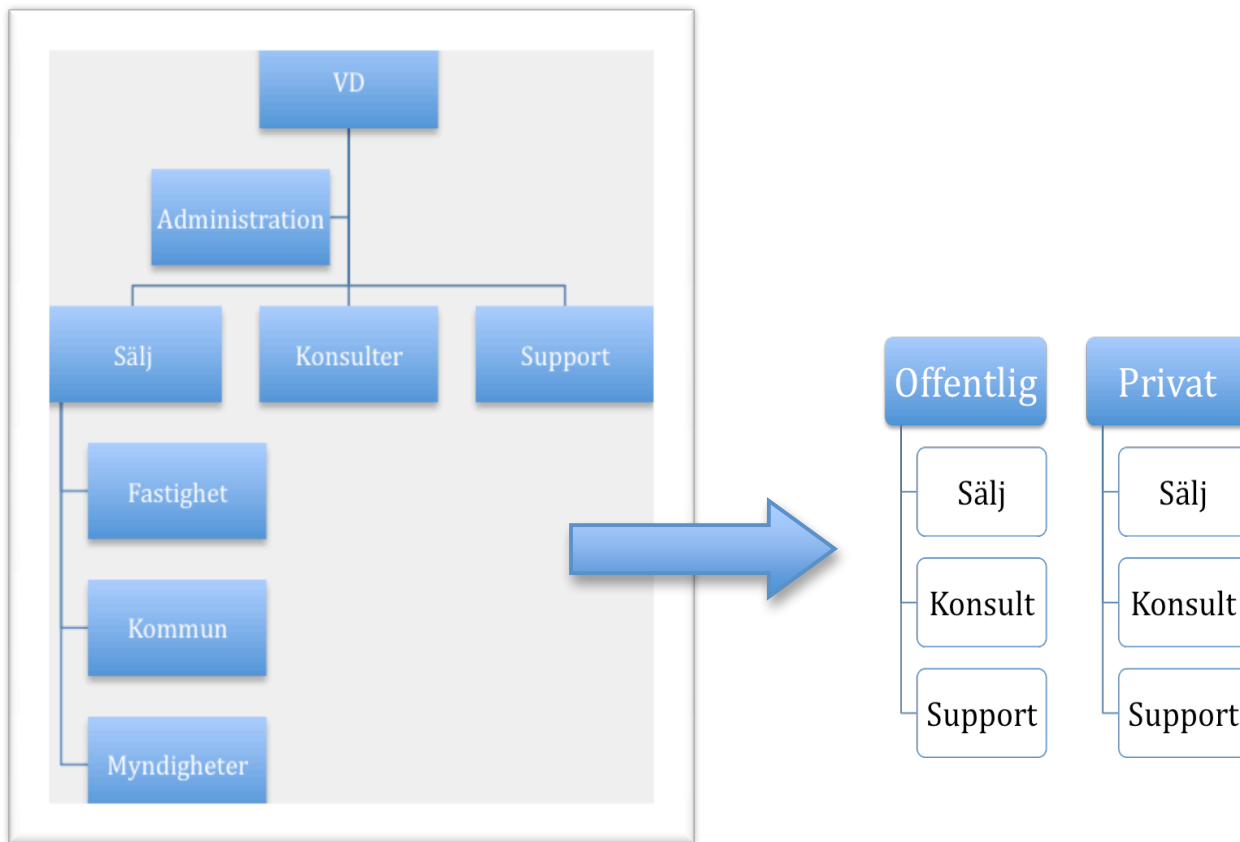 VD
Administration
Sälj
Konsulter
Support
Fastighet
Kommun
Myndigheter
Offentlig
Sälj
Konsult
Support
Privat
Sälj
Konsult
Support